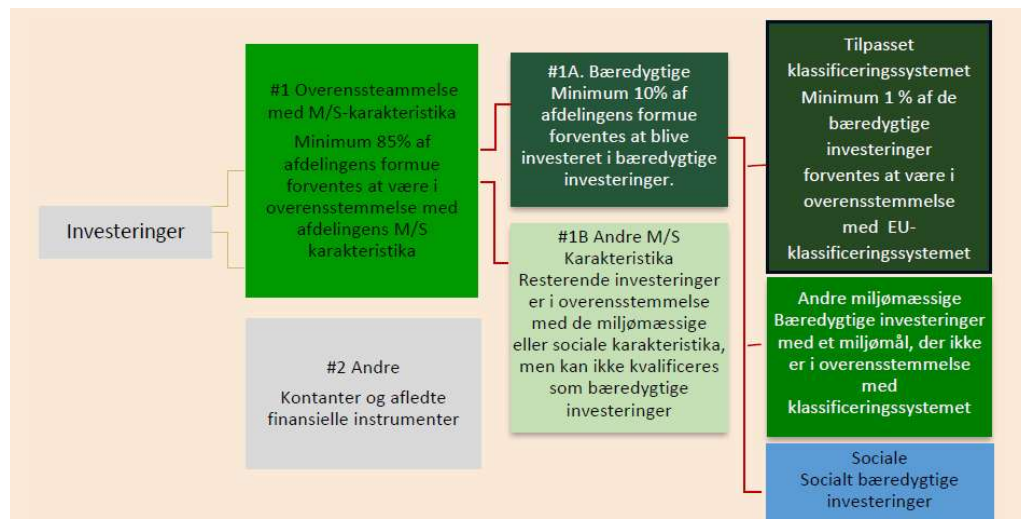 Investeringer
#1 Overenssteammelse
med M/S-karakteristika
Minimum 85% af
afdelingens formue
forventes at være i
overensstemmelse med
afdelingens M/S
karakteristika
#2 Andre
Kontanter og afledte
finansielle instrumenter
#1A. Bæredygtige
Minimum 10% af
afdelingens formue
forventes at blive
investeret i bæredygtige
investeringer.
#1B Andre M/S
Karakteristika
Resterende investeringer
er i overensstemmelse
med de miljømæssige
eller sociale karakteristika,
men kan ikke kvalificeres
som bæredygtige
investeringer
Tilpasset
klassificeringssystemet
Minimum 1 % af de
bæredygtige
investeringer
forventes at være i
overensstemmelse
med EU-
klassificeringssystemet
Andre miljømæssige
Bæredygtige investeringer
med et miljømål, der ikke
er i overensstemmelse
med
klassificeringssystemet
Sociale
Socialt bæredygtige
investeringer